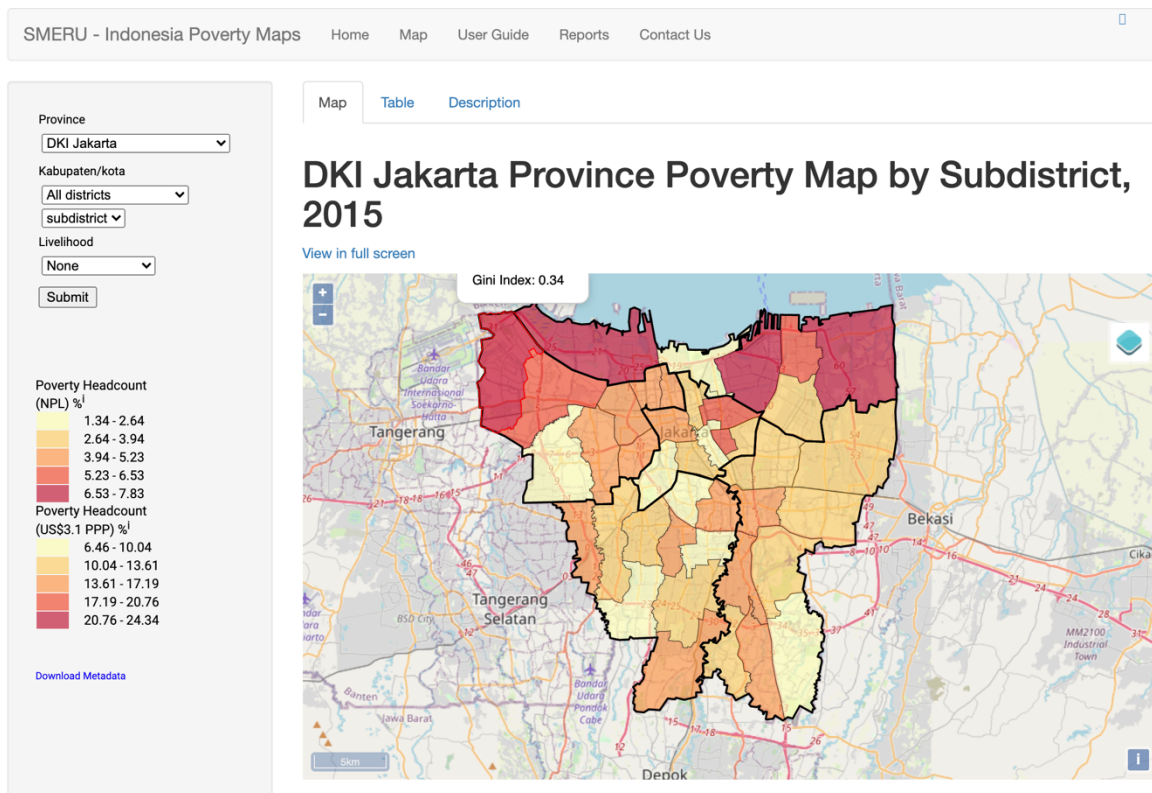 SMERU - Indonesia Poverty Maps Home Map User Guide Reports Contact Us
Province
DKI Jakarta
Kabupaten/kota
All districts
subdistrict
Livelihood
None
Submit
Poverty Headcount
(NPL) %i
1.34 - 2.64
2.64 - 3.94
3.94 - 5.23
5.23 - 6.53
6.53 - 7.83
Poverty Headcount
(US$3.1 PPP) %i
6.46 - 10.04
10.04 - 13.61
13.61 - 17.19
17.19 - 20.76
20.76 - 24.34
Download Metadata
Map Table Description
DKI Jakarta Province Poverty Map by Subdistrict,
2015
View in full screen
Gini Index: 0.34
+
−
Bandar
Udara
Internasional
Soekarno-
Hatta
Tangerang
Jakarta
Bekasi
Cika
Tangerang
Selatan
BSD City
MM2100
Industrial
Town
Banten
Jawa Barat
Bandar
Udara
Pondok
Cabe
Depok
5km
i